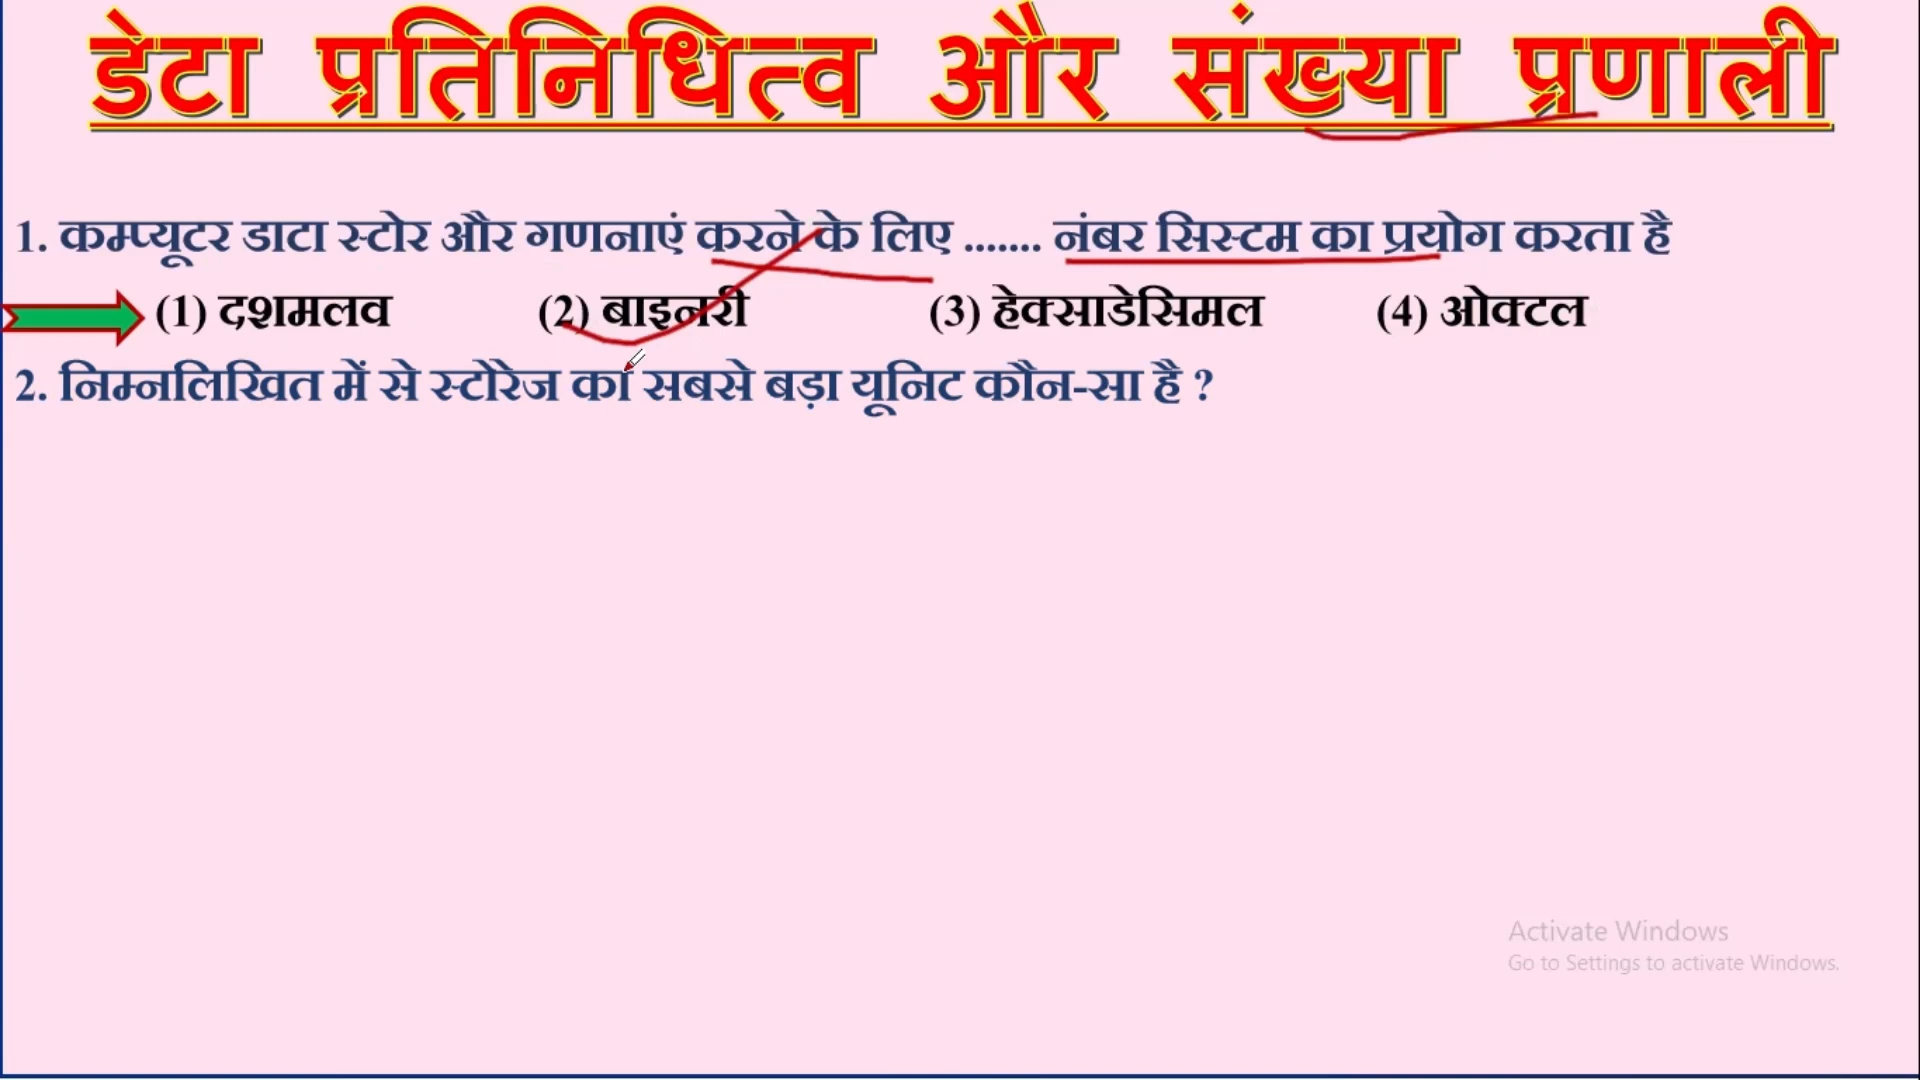 डेटा प्रतिनिधित्व और संख्या प्रणाली
1. कम्प्यूटर डाटा स्टोर और गणनाएं करने के लिए ....... नंबर सिस्टम का प्रयोग करता है
(1) दशमलव (2) बाइनरी (3) हेक्साडेसिमल (4) ओक्टल
2. निम्नलिखित में से स्टोरेज का सबसे बड़ा यूनिट कौन-सा है ?
Activate Windows
Go to Settings to activate Windows.